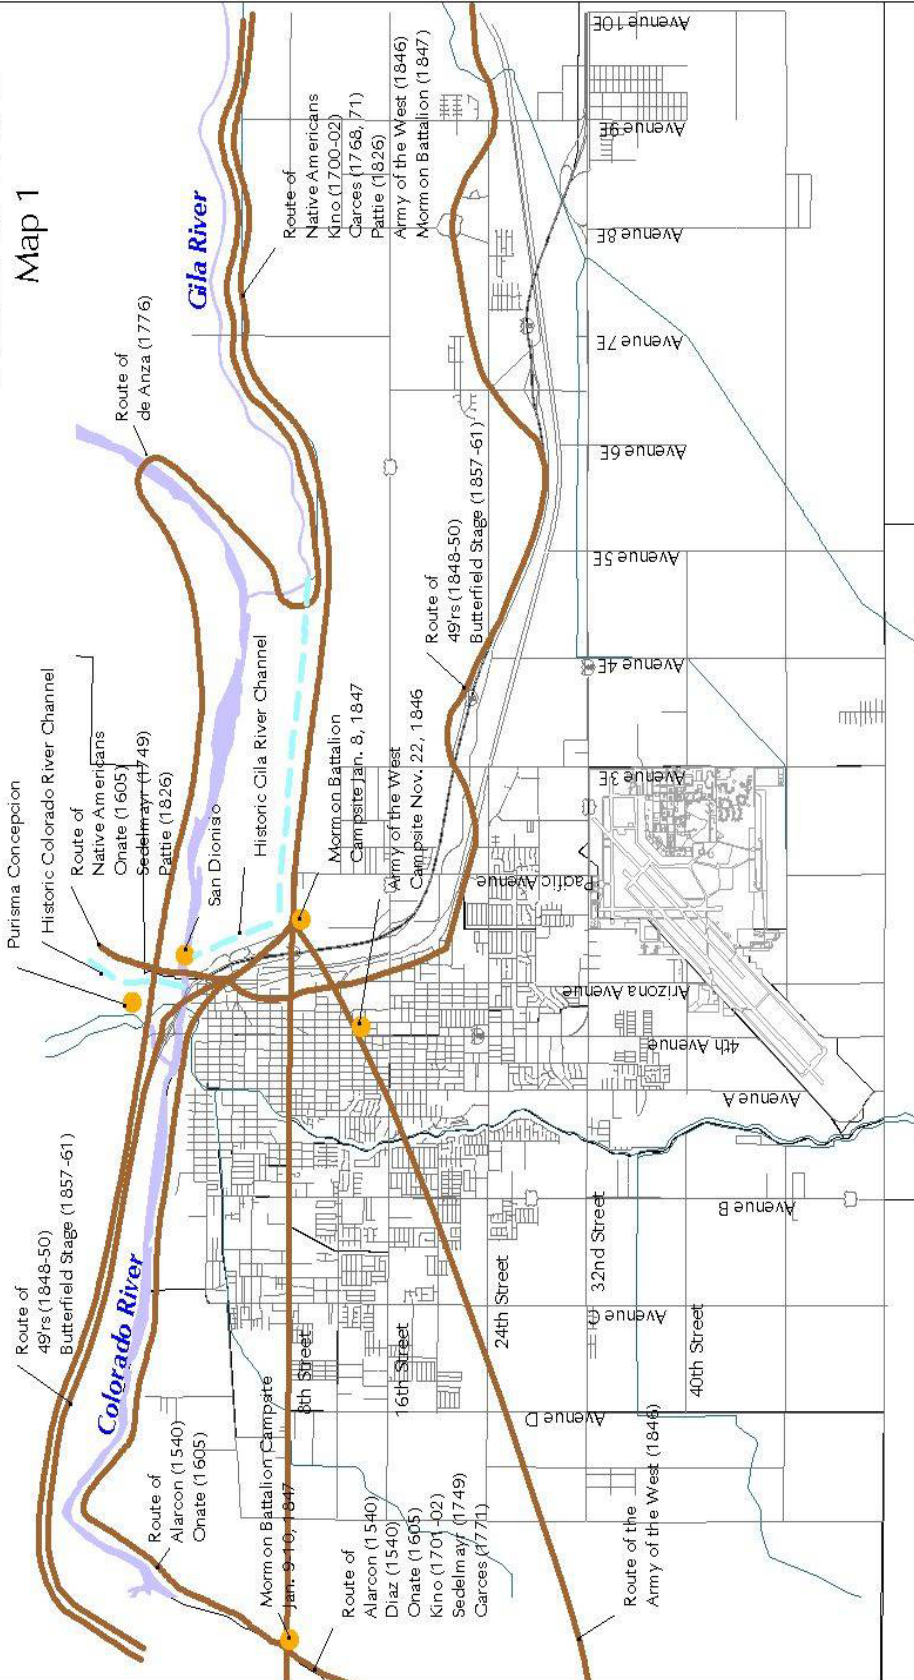 Map 1
Purisma Concepcion
Historic Colorado River Channel
Route of
Native Americans
Onate (1605)
Sedelmayr (1749)
Pattie (1826)
San Dionisio
Historic Gila River Channel
Route of
de Anza (1776)
Gila River
Route of
Native Americans
Kino (1700-02)
Garces (1768, 71)
Pattie (1826)
Army of the West (1846)
Mormon Battalion (1847)
Route of
49'rs (1848-50)
Butterfield Stage (1857-61)
Colorado River
Route of
Alarcon (1540)
Onate (1605)
Mormon Battalion Campsite
Jan. 9-10, 1847
Route of
Alarcon (1540)
Diaz (1540)
Onate (1605)
Kino (1701-02)
Sedelmayr (1749)
Garces (1771)
Route of the
Army of the West (1846)
Mormon Battalion
Campsite Jan. 8, 1847
Army of the West
Campsite Nov. 22, 1846
Route of
49'rs (1848-50)
Butterfield Stage (1857-61)
8th Street
16th Street
24th Street
32nd Street
40th Street
Avenue D
Avenue C
Avenue B
Avenue A
4th Avenue
Arizona Avenue
Pacific Avenue
Avenue 3E
Avenue 4E
Avenue 5E
Avenue 6E
Avenue 7E
Avenue 8E
Avenue 9E
Avenue 10E